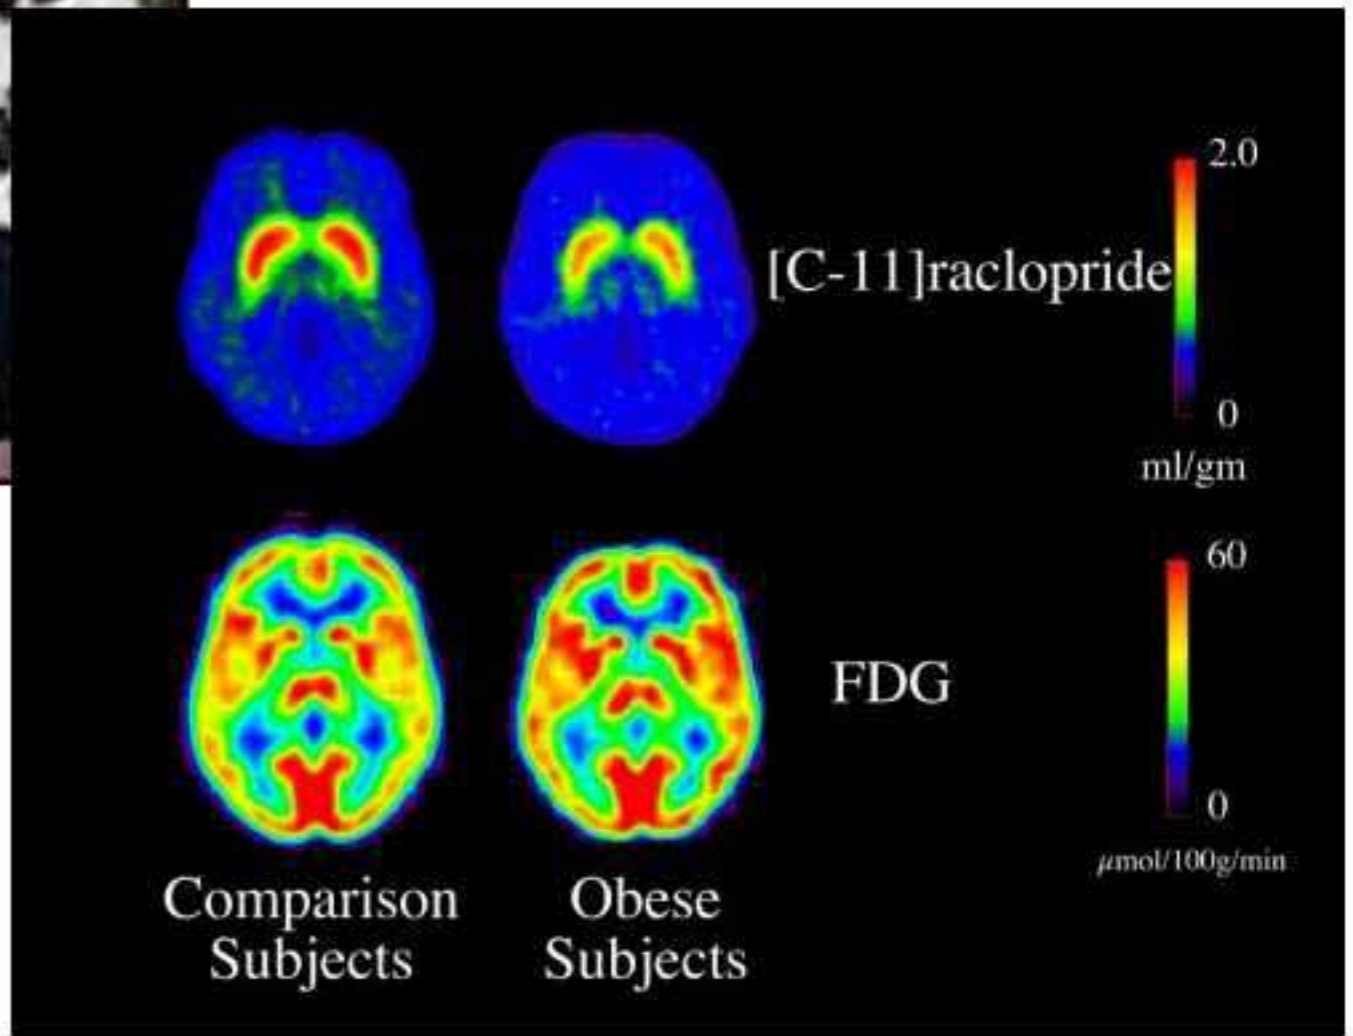 2.0
[C-11]raclopride
0
ml/gm
60
FDG
0
μmol/100g/min
Comparison
Subjects
Obese
Subjects